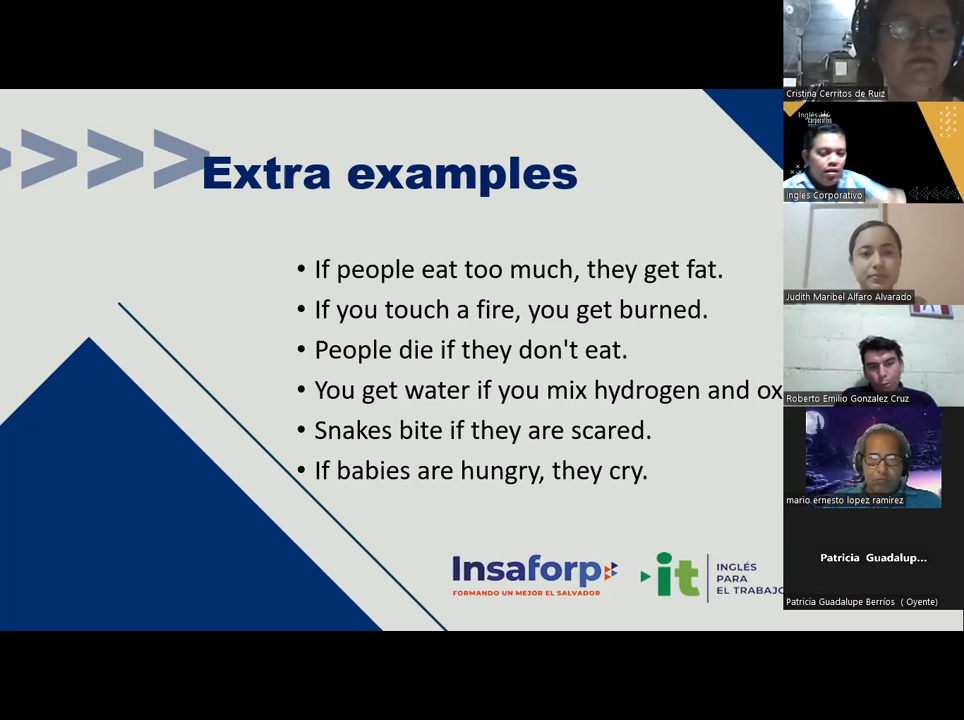 Extra examples
• If people eat too much, they get fat.
• If you touch a fire, you get burned.
• People die if they don't eat.
• You get water if you mix hydrogen and ox
• Snakes bite if they are scared.
• If babies are hungry, they cry.
Insaforp
FORMANDO UN MEJOR EL SALVADOR
it
INGLÉS
PARA
EL TRABAJO
Cristina Cerritos de Ruiz
Inglés
corporativo
Ingles Corporativo
Judith Maribel Alfaro Alvarado
Roberto Emilio Gonzalez Cruz
mario ernesto lopez ramirez
Patricia Guadalup...
Patricia Guadalupe Berríos ( Oyente)